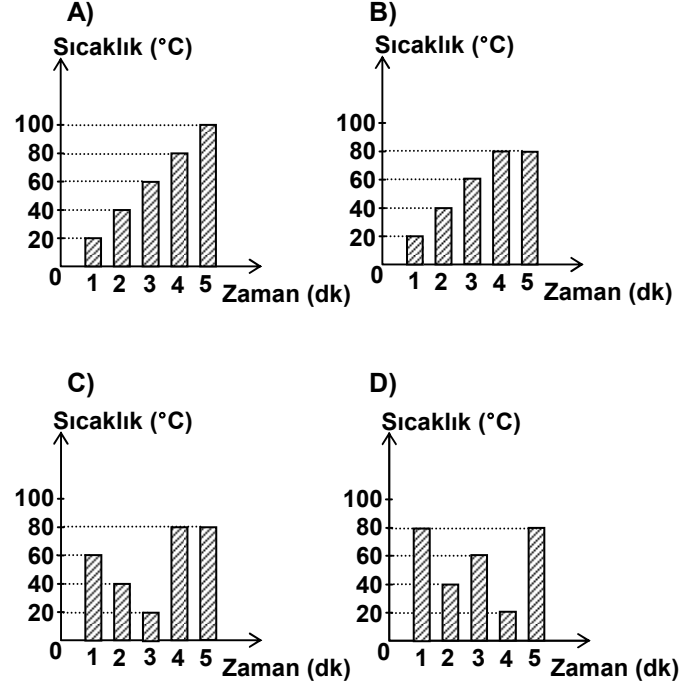 A)
Sıcaklık (°C)
100
80
60
40
20
0
1 2 3 4 5
Zaman (dk)
B)
Sıcaklık (°C)
100
80
60
40
20
0
1 2 3 4 5
Zaman (dk)
C)
Sıcaklık (°C)
100
80
60
40
20
0
1 2 3 4 5
Zaman (dk)
D)
Sıcaklık (°C)
100
80
60
40
20
0
1 2 3 4 5
Zaman (dk)